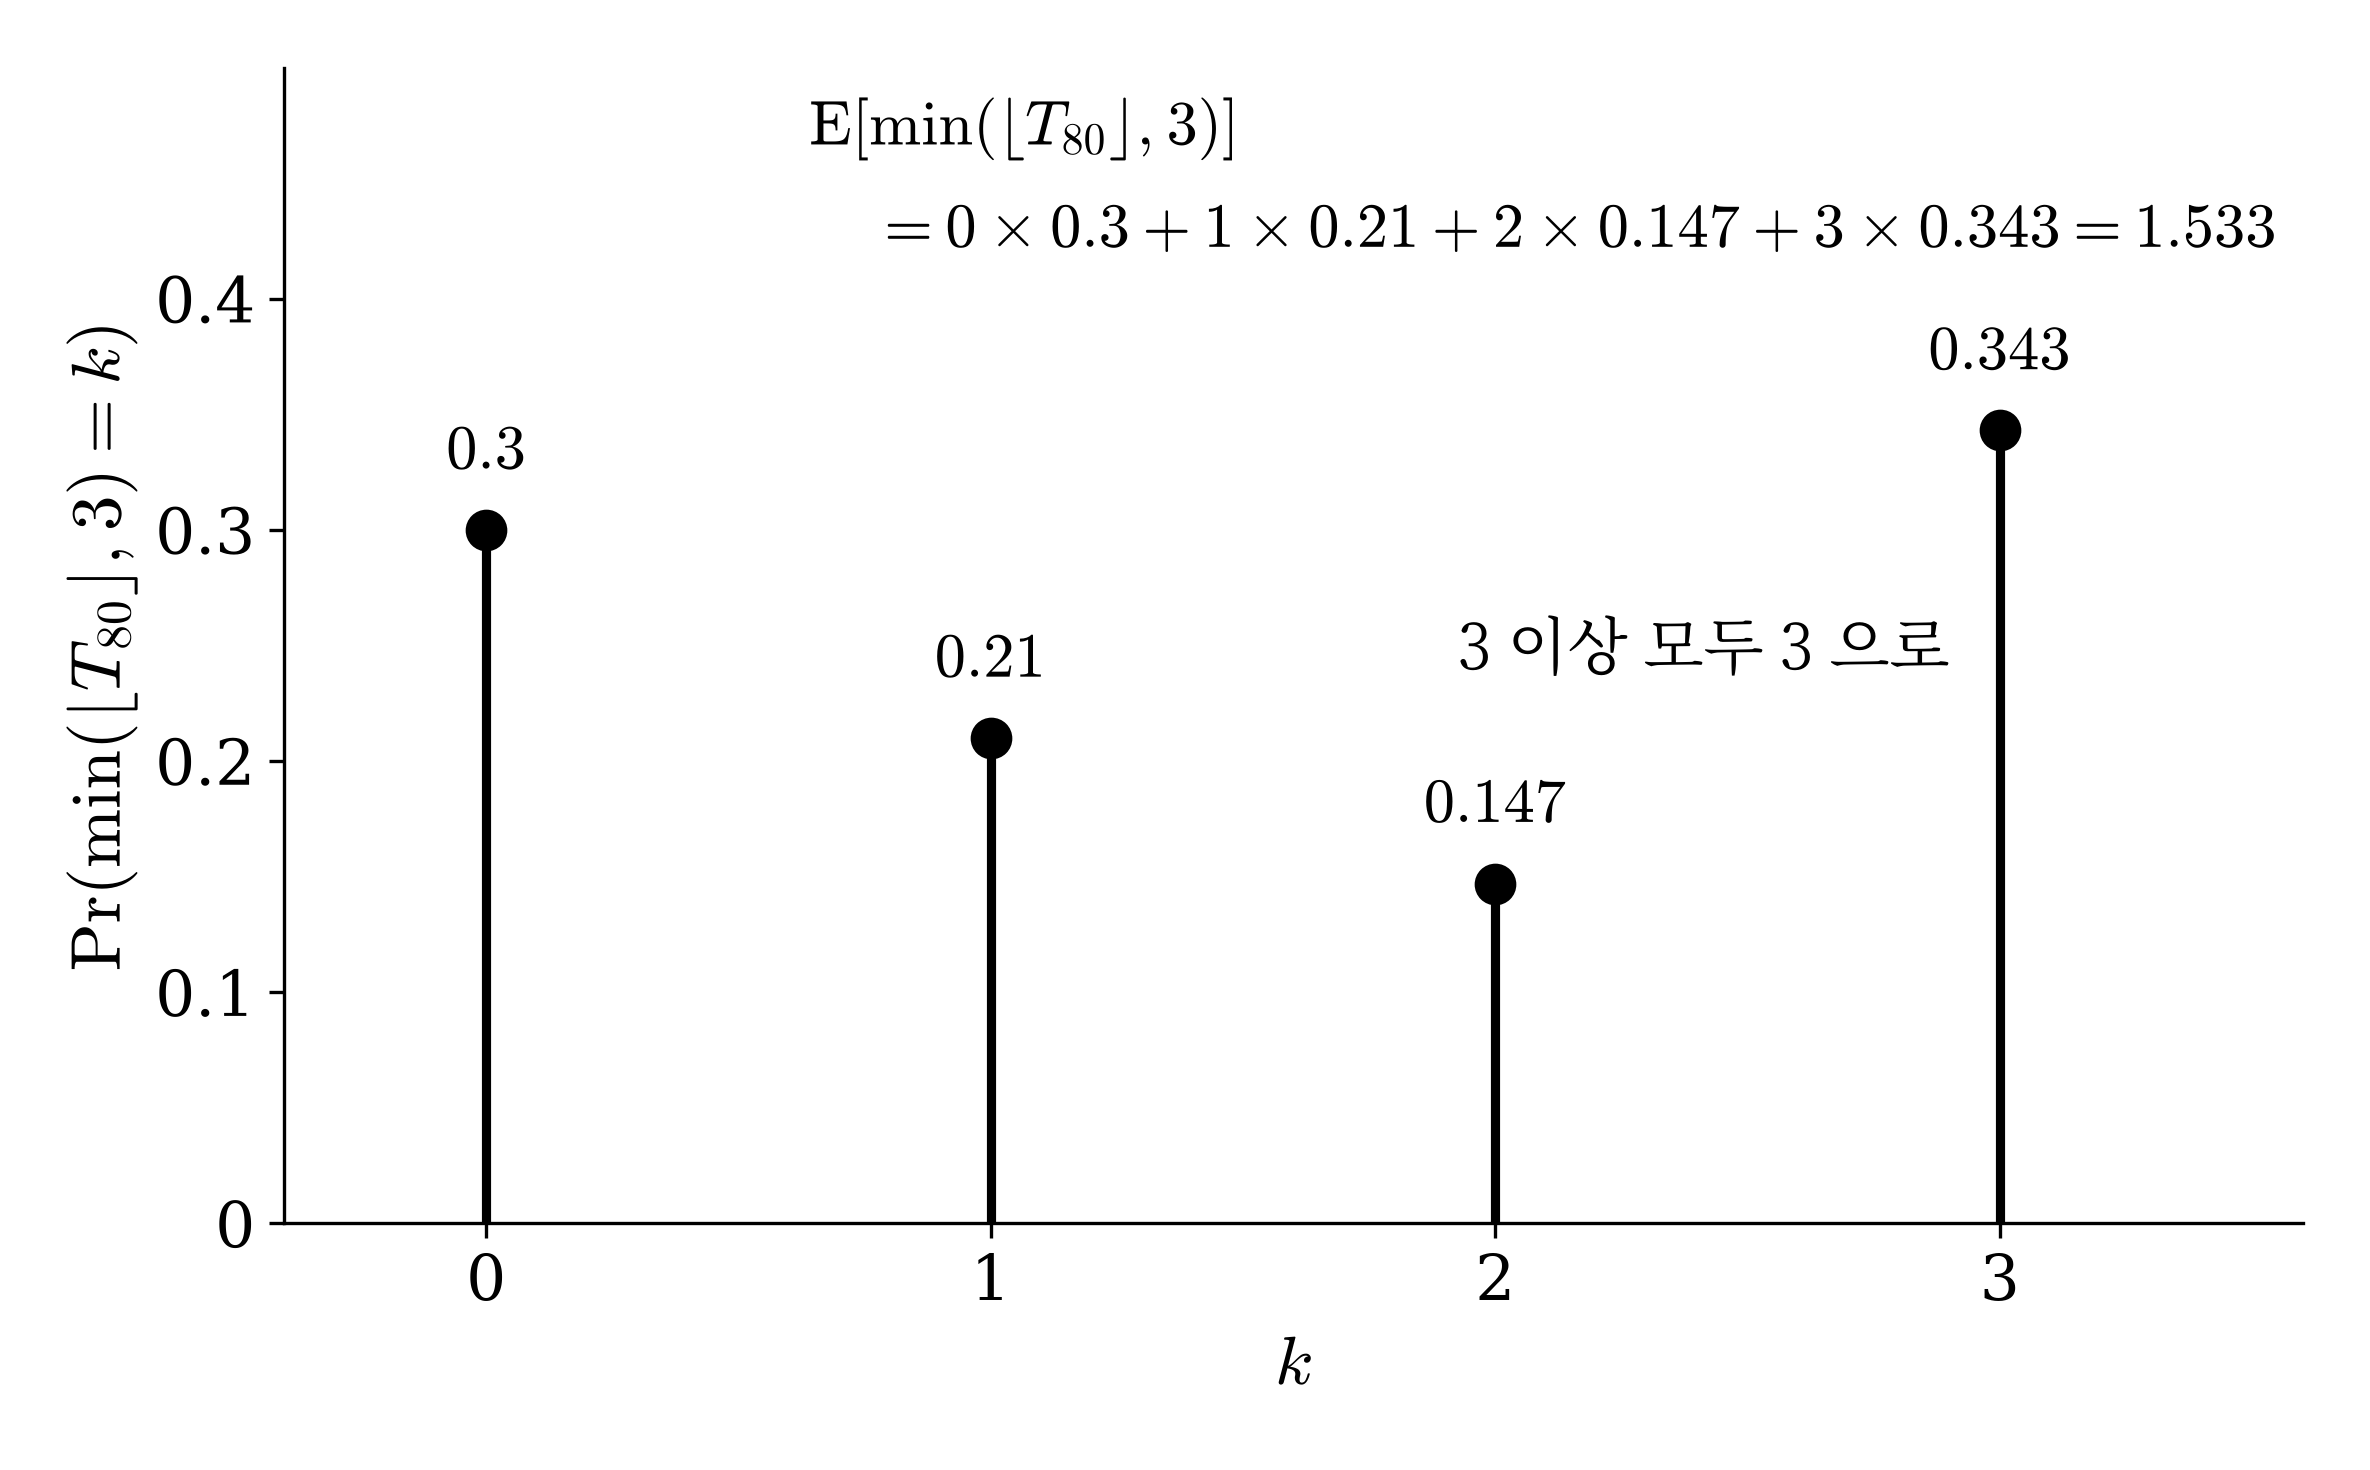 E[min(⌊T₈₀⌋, 3)]
= 0 × 0.3 + 1 × 0.21 + 2 × 0.147 + 3 × 0.343 = 1.533
Pr(min(⌊T₈₀⌋, 3) = k)
0.4
0.3
0.2
0.1
0
0.3
0.21
0.147
0.343
3 이상 모두 3 으로
0 1 2 3
k